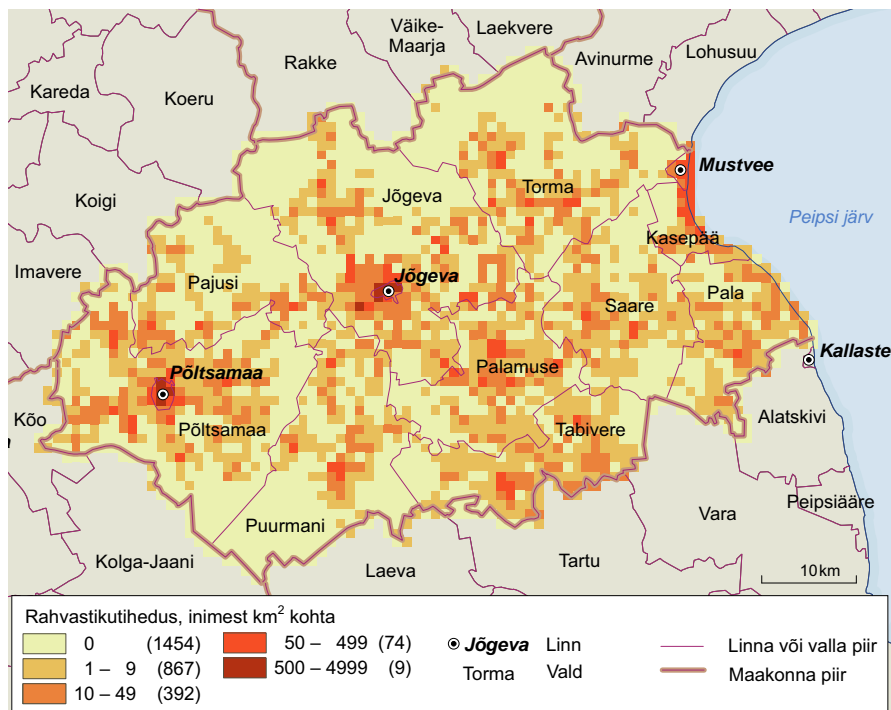 Väike-
Maarja
Laekvere
Rakke
Avinurme
Lohusuu
Kareda
Koeru
Mustvee
Koigi
Jõgeva
Torma
Peipsi järv
Kasepää
Imavere
Pajusi
Jõgeva
Saare
Pala
Põltsamaa
Palamuse
Kallaste
Kõo
Põltsamaa
Tabivere
Alatskivi
Puurmani
Vara
Peipsiääre
Kolga-Jaani
Laeva
Tartu
10 km
Rahvastikutihedus, inimest km² kohta
0 (1454)
1 – 9 (867)
10 – 49 (392)
50 – 499 (74)
500 – 4999 (9)
Jõgeva Linn
Torma Vald
Linna või valla piir
Maakonna piir